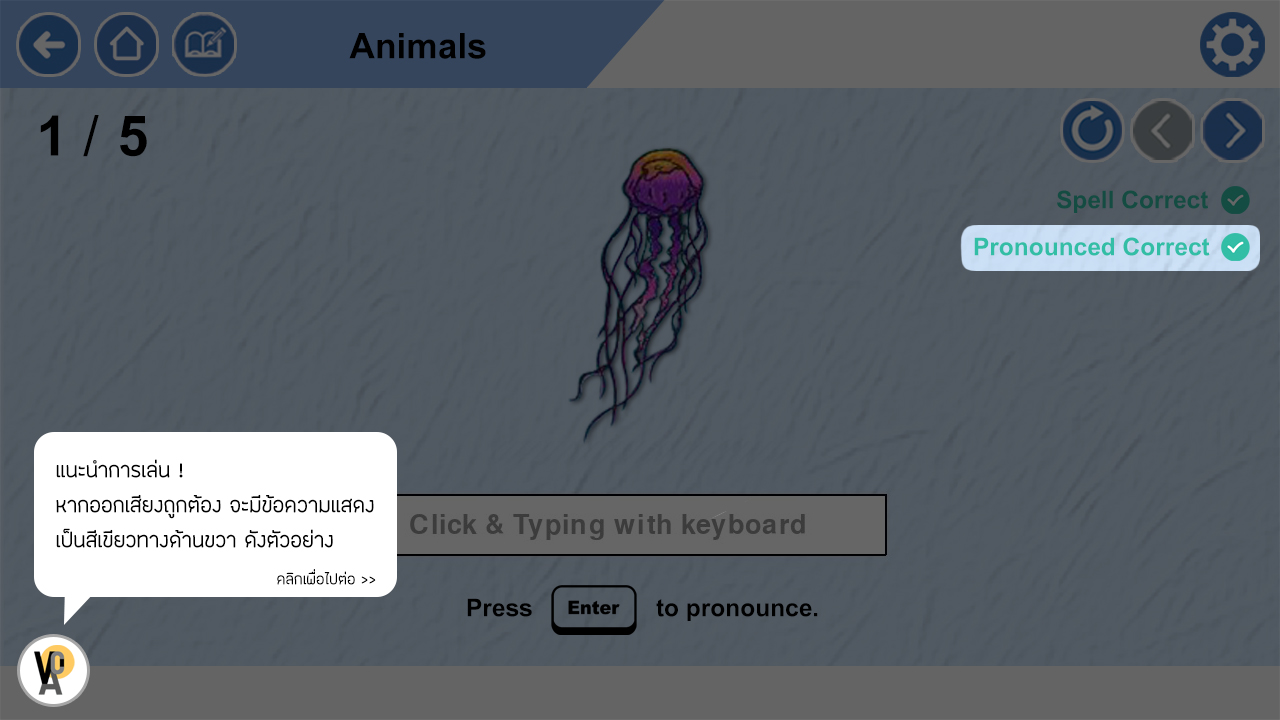 Animals
1 / 5
Spell Correct
Pronounced Correct
แนะนำการเล่น !
หากออกเสียงถูกต้อง จะมีข้อความแสดง
เป็นสีเขียวทางด้านขวา ดังตัวอย่าง
คลิกเพื่อไปต่อ >>
Click & Typing with keyboard
Press Enter to pronounce.
VCA